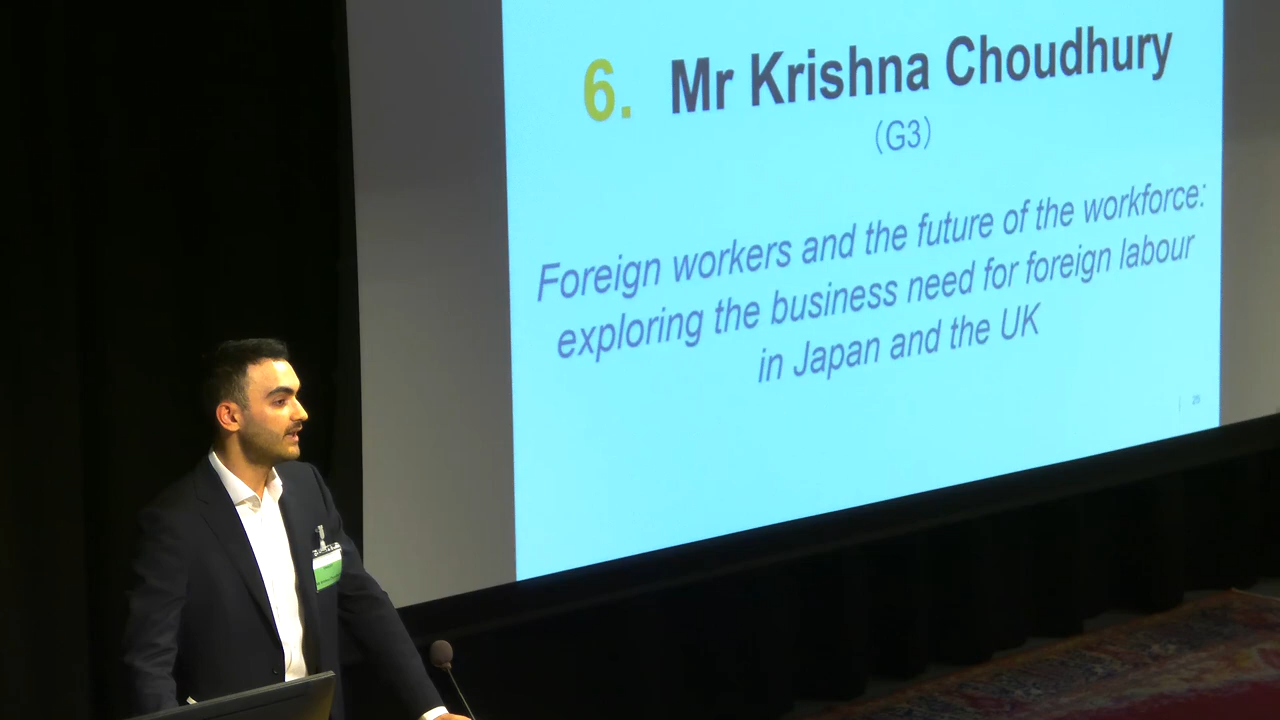 6. Mr Krishna Choudhury
(G3)
Foreign workers and the future of the workforce:
exploring the business need for foreign labour
in Japan and the UK
| 25